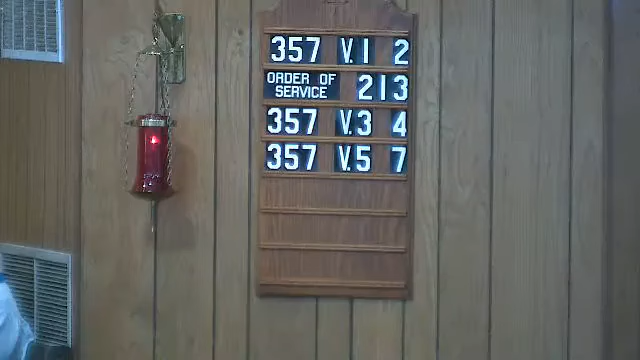 357 V.1 2
ORDER OF
SERVICE 213
357 V.3 4
357 V.5 7